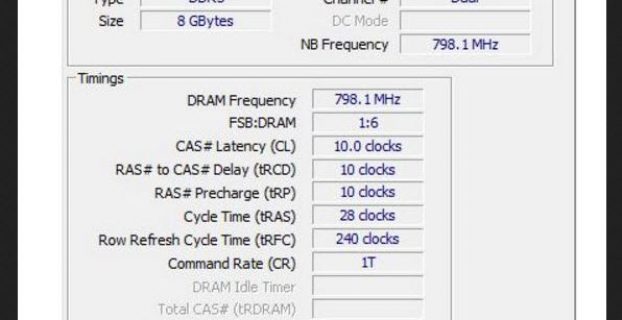 Type DDR3 Channel # Dual
Size 8 GBytes DC Mode
NB Frequency 798.1 MHz
Timings
DRAM Frequency 798.1 MHz
FSB:DRAM 1:6
CAS# Latency (CL) 10.0 clocks
RAS# to CAS# Delay (tRCD) 10 clocks
RAS# Precharge (tRP) 10 clocks
Cycle Time (tRAS) 28 clocks
Row Refresh Cycle Time (tRFC) 240 clocks
Command Rate (CR) 1T
DRAM Idle Timer
Total CAS# (tRDRAM)